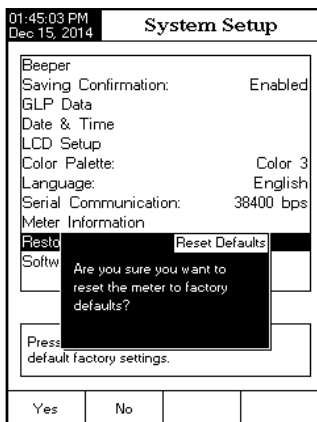 01:45:03 PM
Dec 15, 2014
System Setup
Beeper
Saving Confirmation: Enabled
GLP Data
Date & Time
LCD Setup
Color Palette: Color 3
Language: English
Serial Communication: 38400 bps
Meter Information
Resto
Reset Defaults
Softw
Are you sure you want to
reset the meter to factory
defaults?
Press
default factory settings.
Yes No